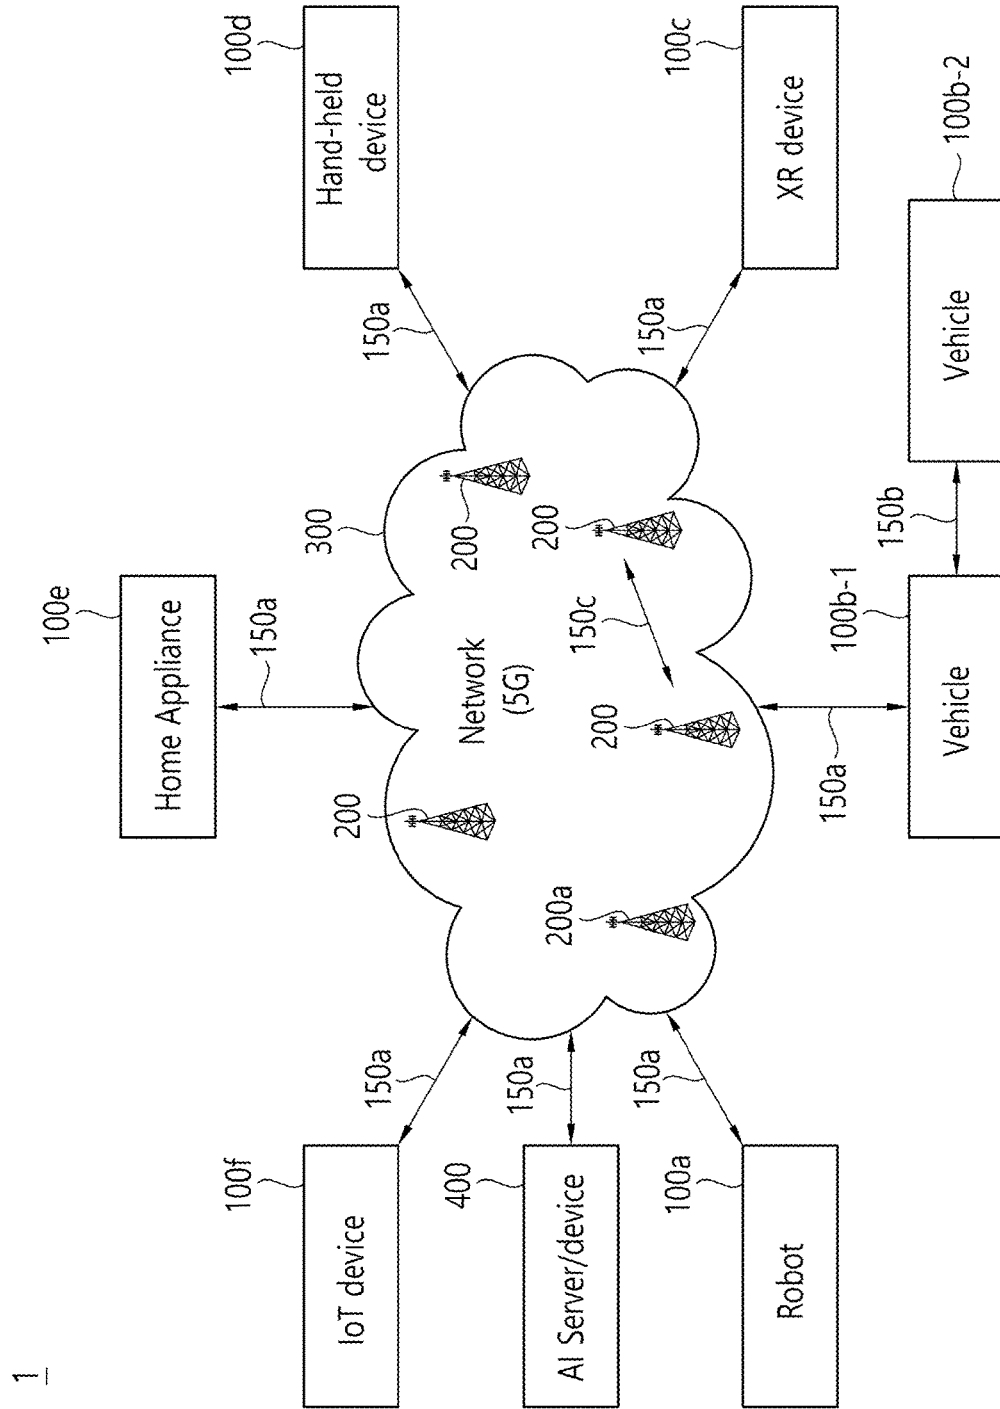 1
100e
Home Appliance
150a
100f
IoT device
150a
300
100d
Hand-held
device
150a
200
200
Network
(5G)
400
AI Server/device
150a
200a
200
200
150c
100a
Robot
150a
100c
XR device
150a
150a
100b-1
Vehicle
150b
100b-2
Vehicle